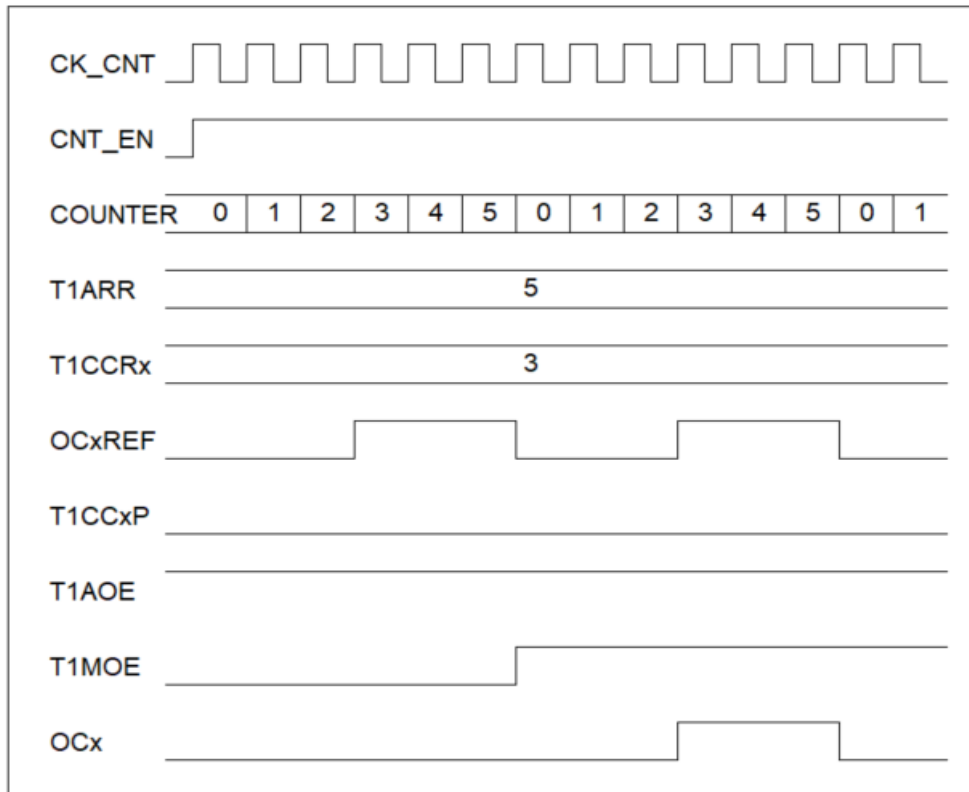 CK_CNT
CNT_EN
COUNTER 0 1 2 3 4 5 0 1 2 3 4 5 0 1
T1ARR 5
T1CCRx 3
OCxREF
T1CCxP
T1AOE
T1MOE
OCx